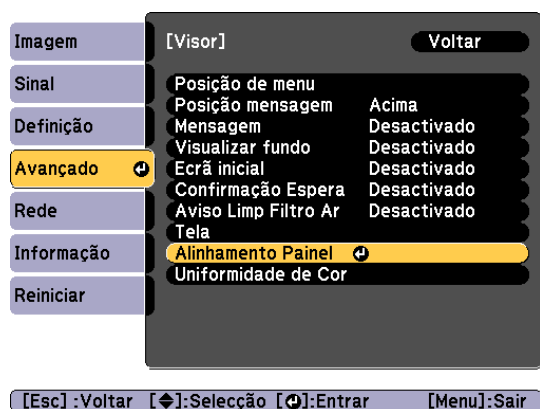 Imagem
Sinal
Definição
Avançado
Rede
Informação
Reiniciar
[Visor] Voltar
Posição de menu
Posição mensagem Acima
Mensagem Desactivado
Visualizar fundo Desactivado
Ecrã inicial Desactivado
Confirmação Espera Desactivado
Aviso Limp Filtro Ar Desactivado
Tela
Alinhamento Painel
Uniformidade de Cor
[Esc] :Voltar [◆]:Selecção [↵]:Entrar [Menu]:Sair